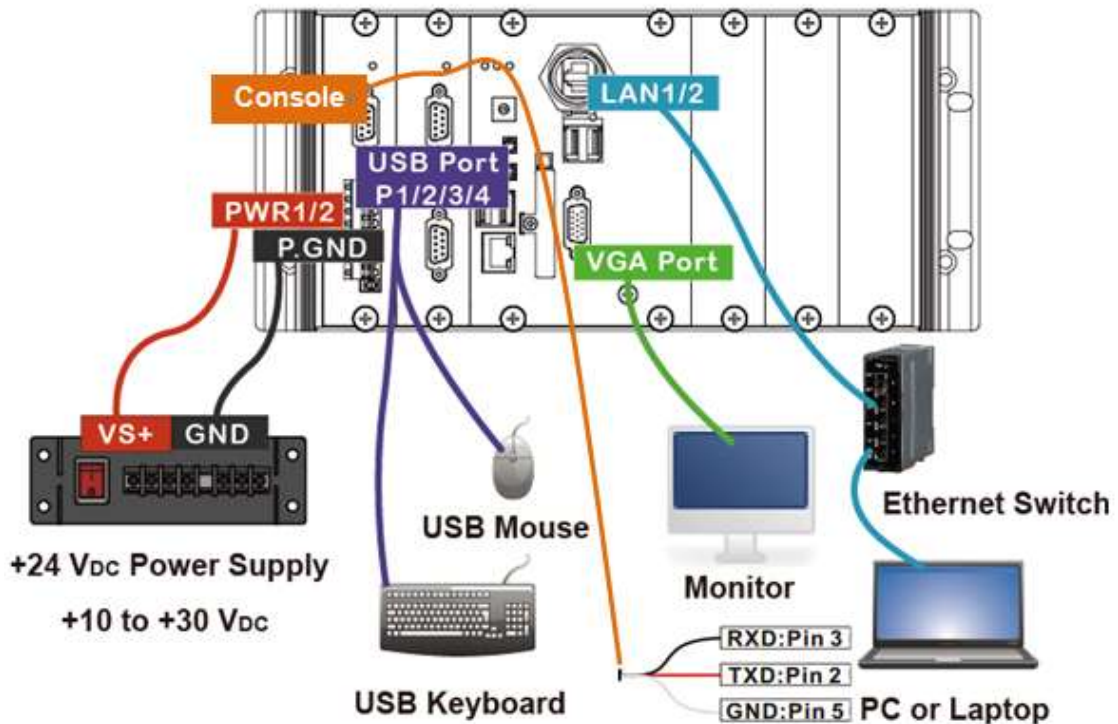 Console
LAN1/2
USB Port
P1/2/3/4
PWR1/2
P.GND
VGA Port
VS+ GND
+24 VDC Power Supply
+10 to +30 VDC
USB Mouse
USB Keyboard
Monitor
Ethernet Switch
RXD:Pin 3
TXD:Pin 2
GND:Pin 5
PC or Laptop